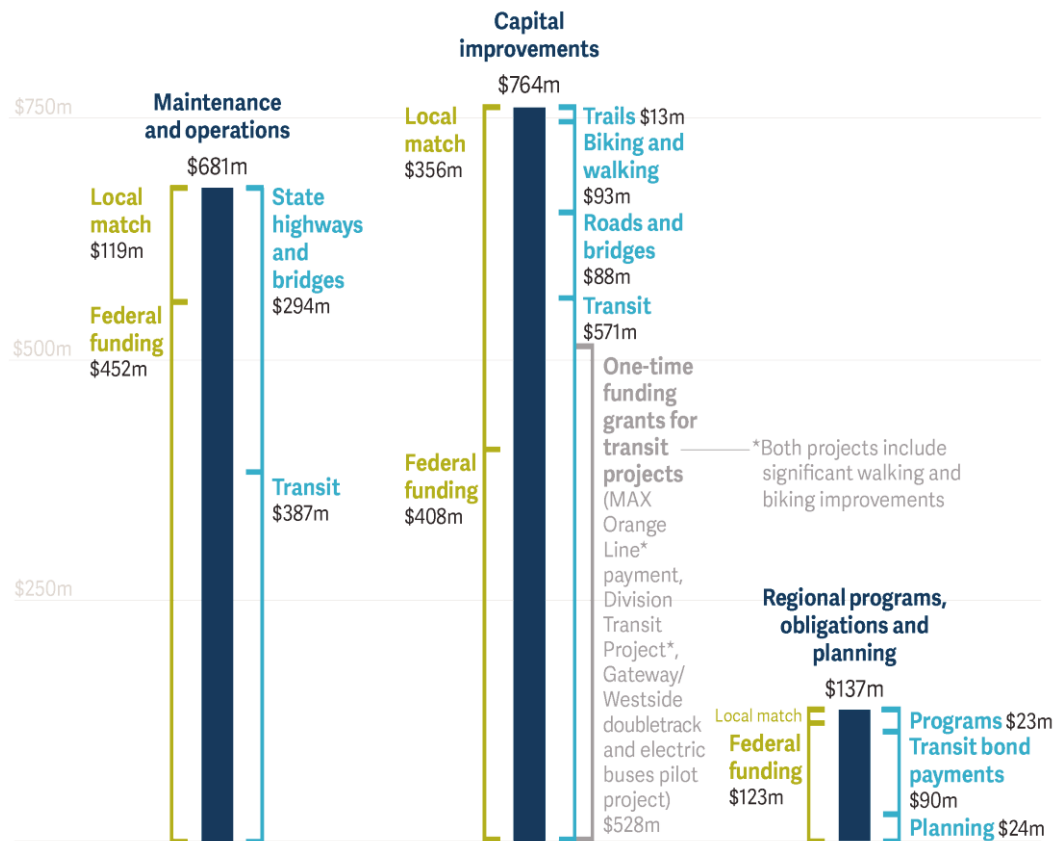 Capital
improvements
$764m
$750m
Maintenance
and operations
$681m
Local
match
$119m
Federal
funding
$452m
State
highways
and
bridges
$294m
Transit
$387m
Local
match
$356m
Federal
funding
$408m
Trails $13m
Biking and
walking
$93m
Roads and
bridges
$88m
Transit
$571m
$500m
One-time
funding
grants for
transit
projects
(MAX
Orange
Line*
payment,
Division
Transit
Project*,
Gateway/
Westside
doubletrack
and electric
buses pilot
project)
$528m
*Both projects include
significant walking and
biking improvements
$250m
Regional programs,
obligations and
planning
$137m
Local match
Federal
funding
$123m
Programs $23m
Transit bond
payments
$90m
Planning $24m